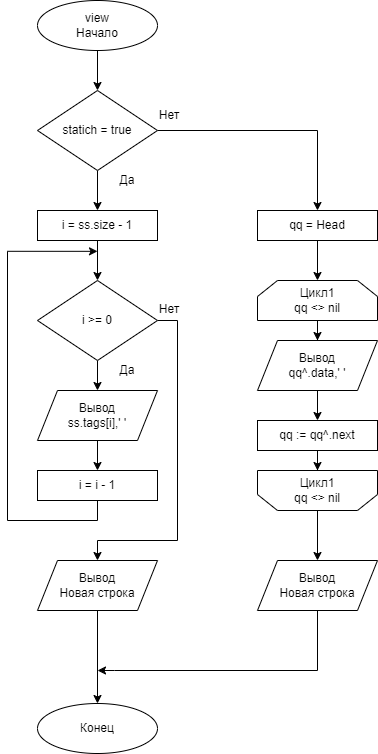 view
Начало
statich = true
Нет
Да
i = ss.size - 1
qq = Head
i >= 0
Нет
Да
Цикл1
qq <> nil
Вывод
ss.tags[i],' '
Вывод
qq^.data,' '
i = i - 1
qq := qq^.next
Цикл1
qq <> nil
Вывод
Новая строка
Вывод
Новая строка
Конец